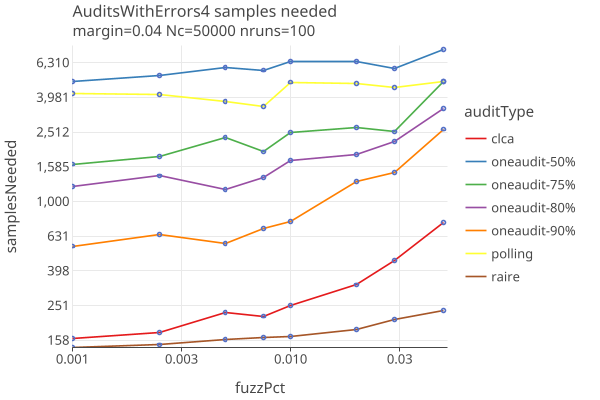 AuditsWithErrors4 samples needed
margin=0.04 Nc=50000 nruns=100
samplesNeeded
6,310
3,981
2,512
1,585
1,000
631
398
251
158
0.001
0.003
0.010
0.03
fuzzPct
auditType
clca
oneaudit-50%
oneaudit-75%
oneaudit-80%
oneaudit-90%
polling
raire